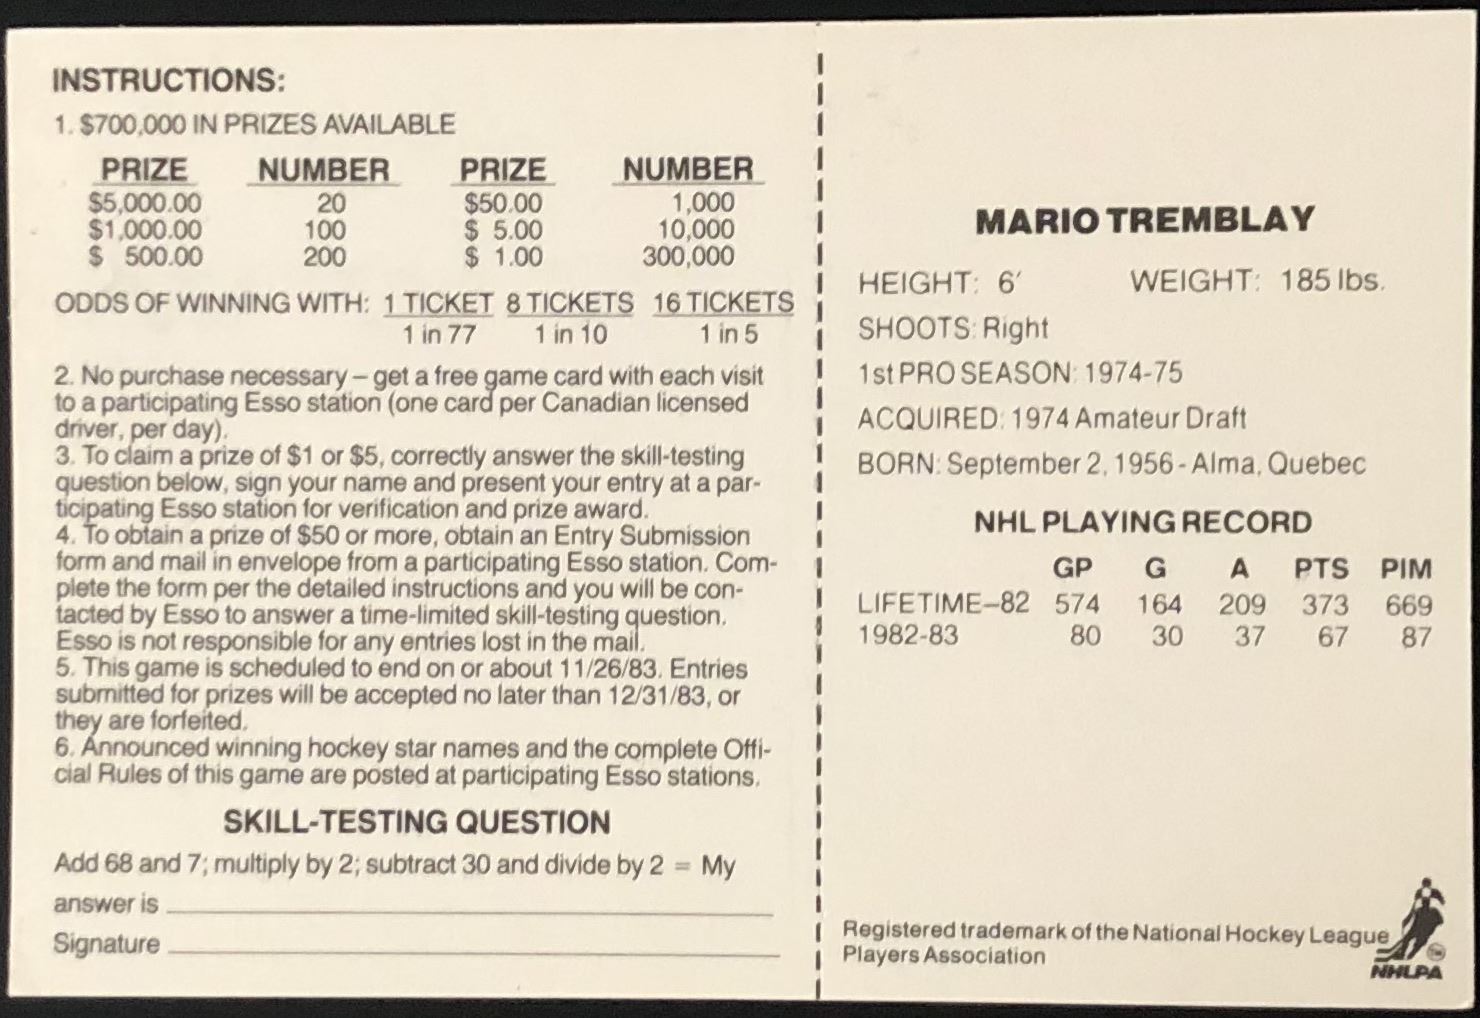 INSTRUCTIONS:
1. $700,000 IN PRIZES AVAILABLE
PRIZE NUMBER PRIZE NUMBER
$5,000.00 20 $50.00 1,000
$1,000.00 100 $ 5.00 10,000
$ 500.00 200 $ 1.00 300,000
ODDS OF WINNING WITH: 1 TICKET 8 TICKETS 16 TICKETS
1 in 77 1 in 10 1 in 5
2. No purchase necessary – get a free game card with each visit
to a participating Esso station (one card per Canadian licensed
driver, per day).
3. To claim a prize of $1 or $5, correctly answer the skill-testing
question below, sign your name and present your entry at a par-
ticipating Esso station for verification and prize award.
4. To obtain a prize of $50 or more, obtain an Entry Submission
form and mail in envelope from a participating Esso station. Com-
plete the form per the detailed instructions and you will be con-
tacted by Esso to answer a time-limited skill-testing question.
Esso is not responsible for any entries lost in the mail.
5. This game is scheduled to end on or about 11/26/83. Entries
submitted for prizes will be accepted no later than 12/31/83, or
they are forfeited.
6. Announced winning hockey star names and the complete Offi-
cial Rules of this game are posted at participating Esso stations.
SKILL-TESTING QUESTION
Add 68 and 7; multiply by 2; subtract 30 and divide by 2 = My
answer is
Signature
MARIO TREMBLAY
HEIGHT: 6' WEIGHT: 185 lbs.
SHOOTS: Right
1st PRO SEASON: 1974-75
ACQUIRED: 1974 Amateur Draft
BORN: September 2, 1956 - Alma, Quebec
NHL PLAYING RECORD
GP G A PTS PIM
LIFETIME–82 574 164 209 373 669
1982-83 80 30 37 67 87
Registered trademark of the National Hockey League
Players Association
NHLPA
TM